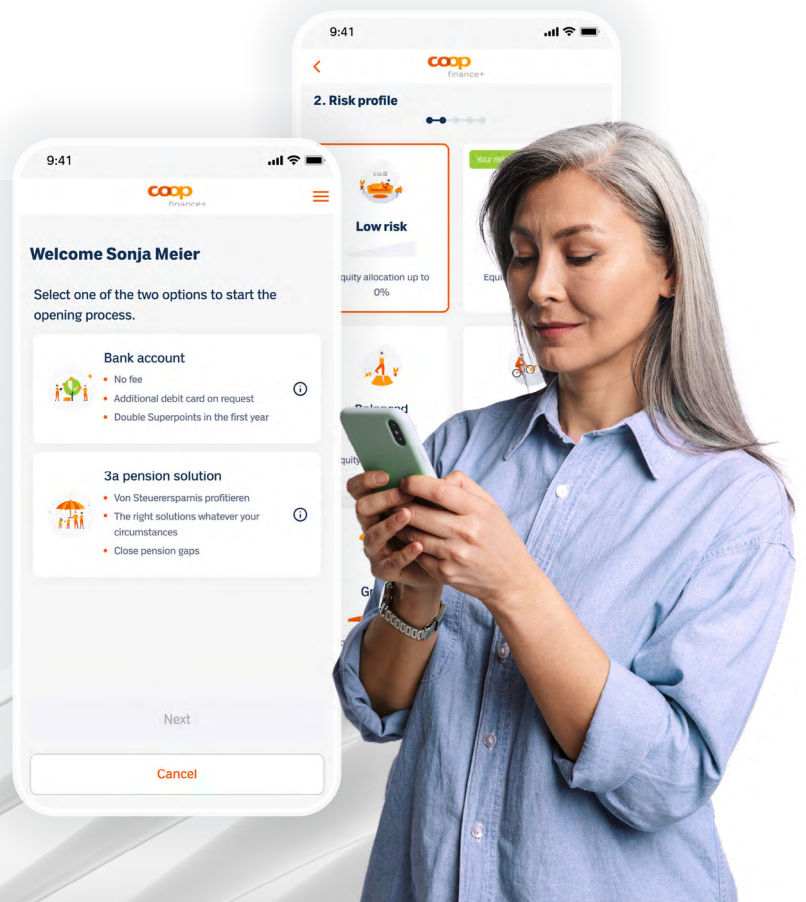 9:41
coop
finance+
Welcome Sonja Meier
Select one of the two options to start the
opening process.
Bank account
• No fee
• Additional debit card on request
• Double Superpoints in the first year
3a pension solution
• Von Steuerersparnis profitieren
• The right solutions whatever your
circumstances
• Close pension gaps
Next
Cancel
9:41
coop
finance+
2. Risk profile
Low risk
allocation up to
0%
Your